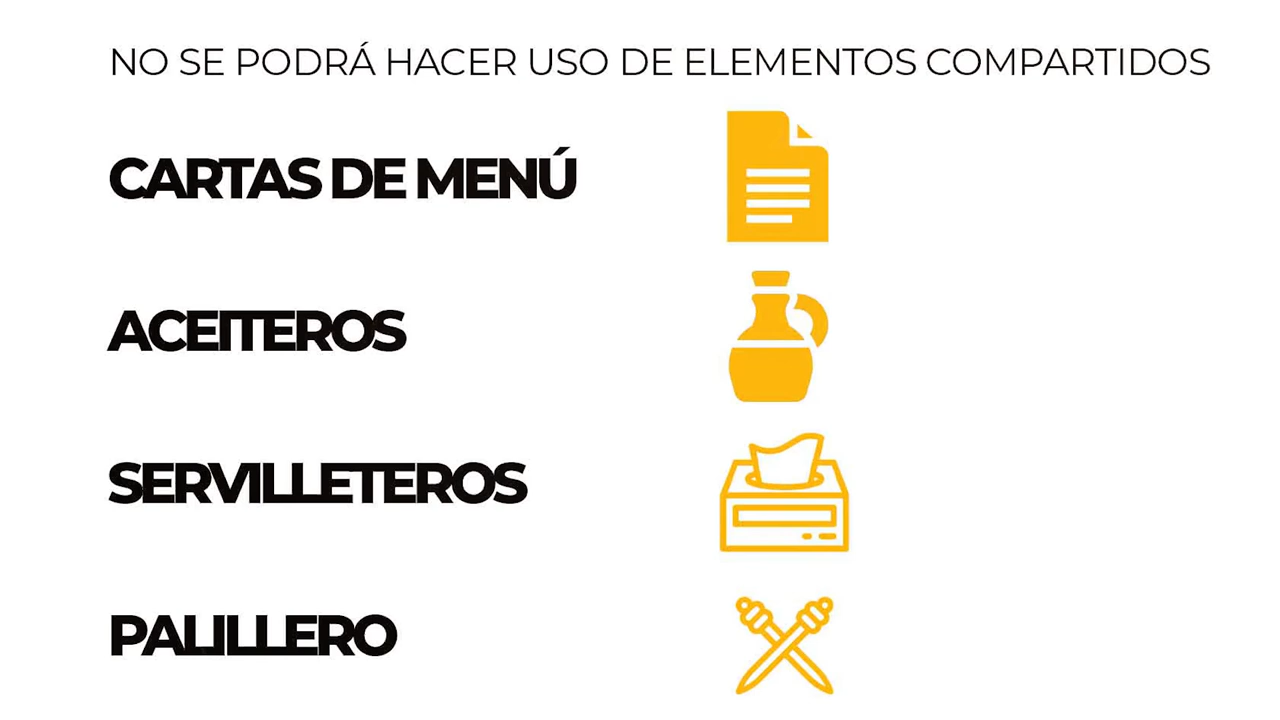 NO SE PODRÁ HACER USO DE ELEMENTOS COMPARTIDOS
CARTAS DE MENÚ
ACEITEROS
SERVILLETEROS
PALILLERO